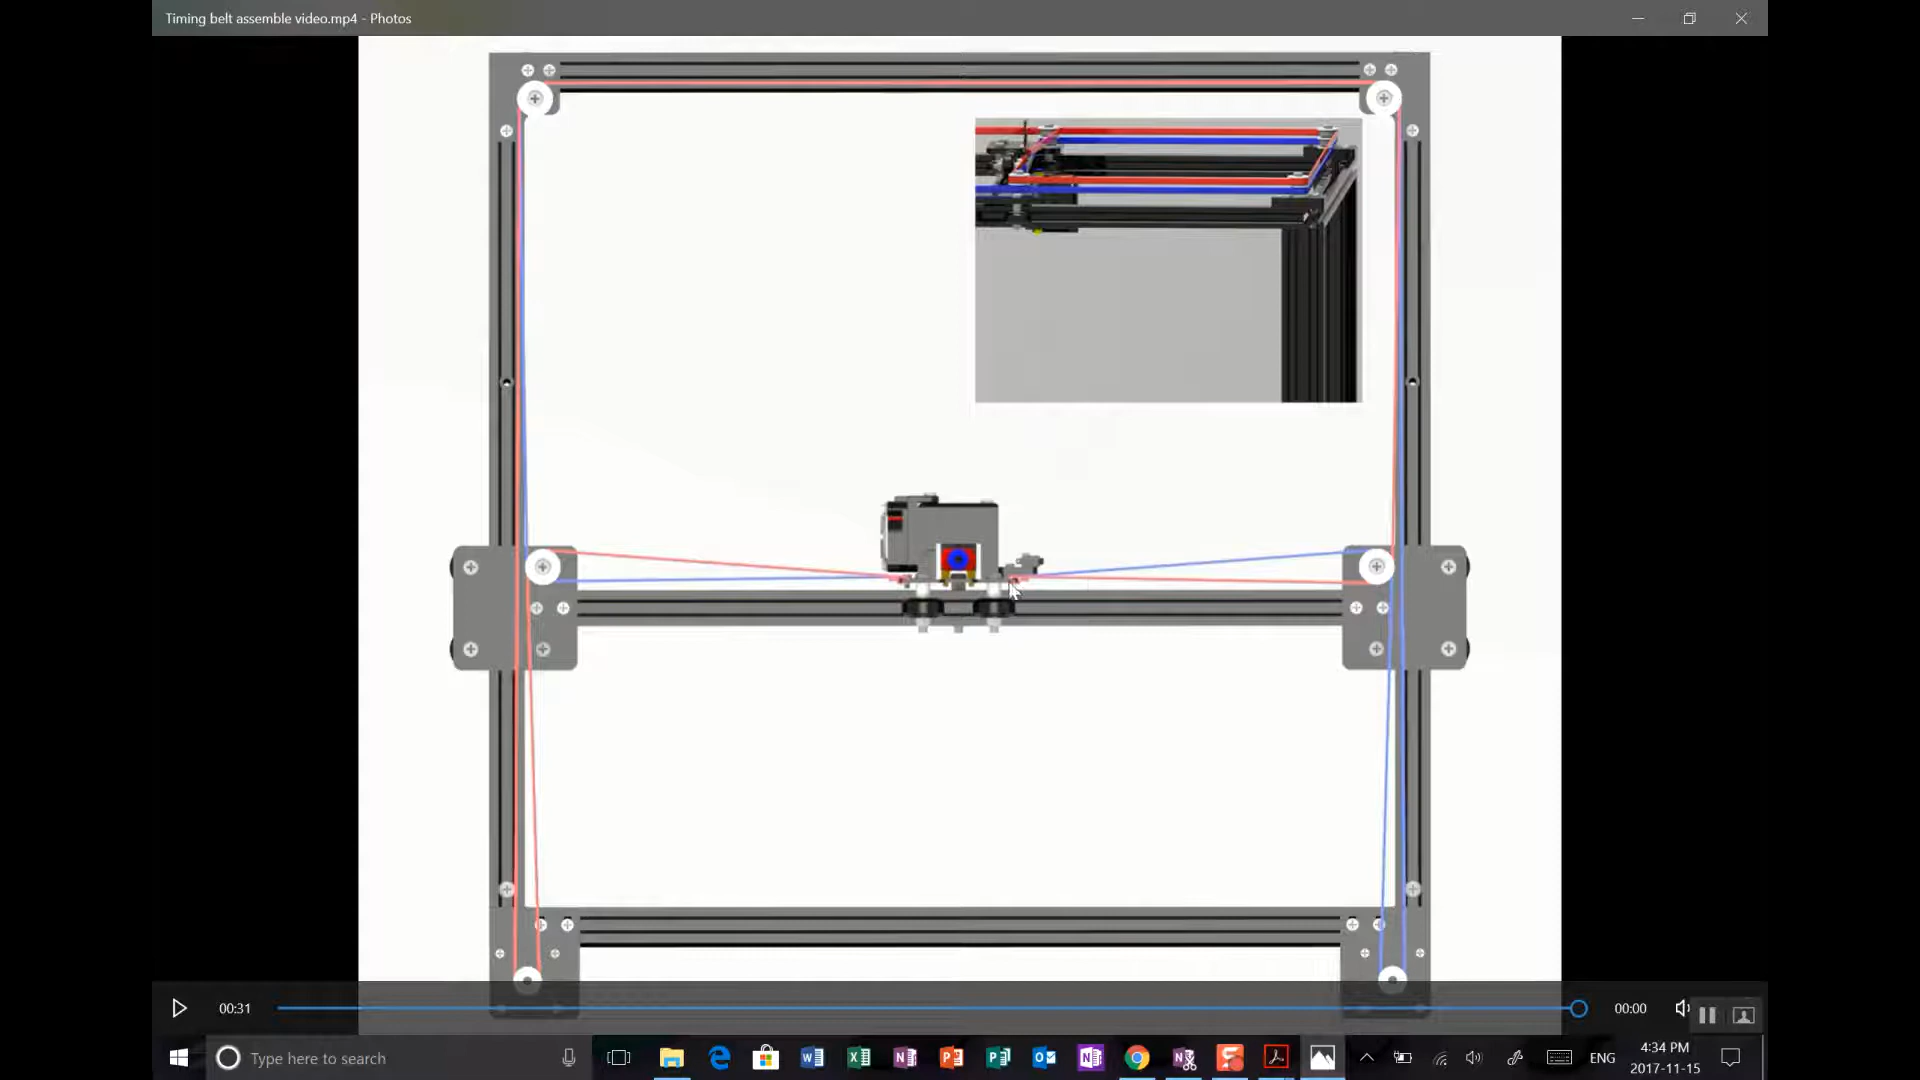 Timing belt assemble video.mp4 - Photos
00:31
00:00
Type here to search
ENG
4:34 PM
2017-11-15